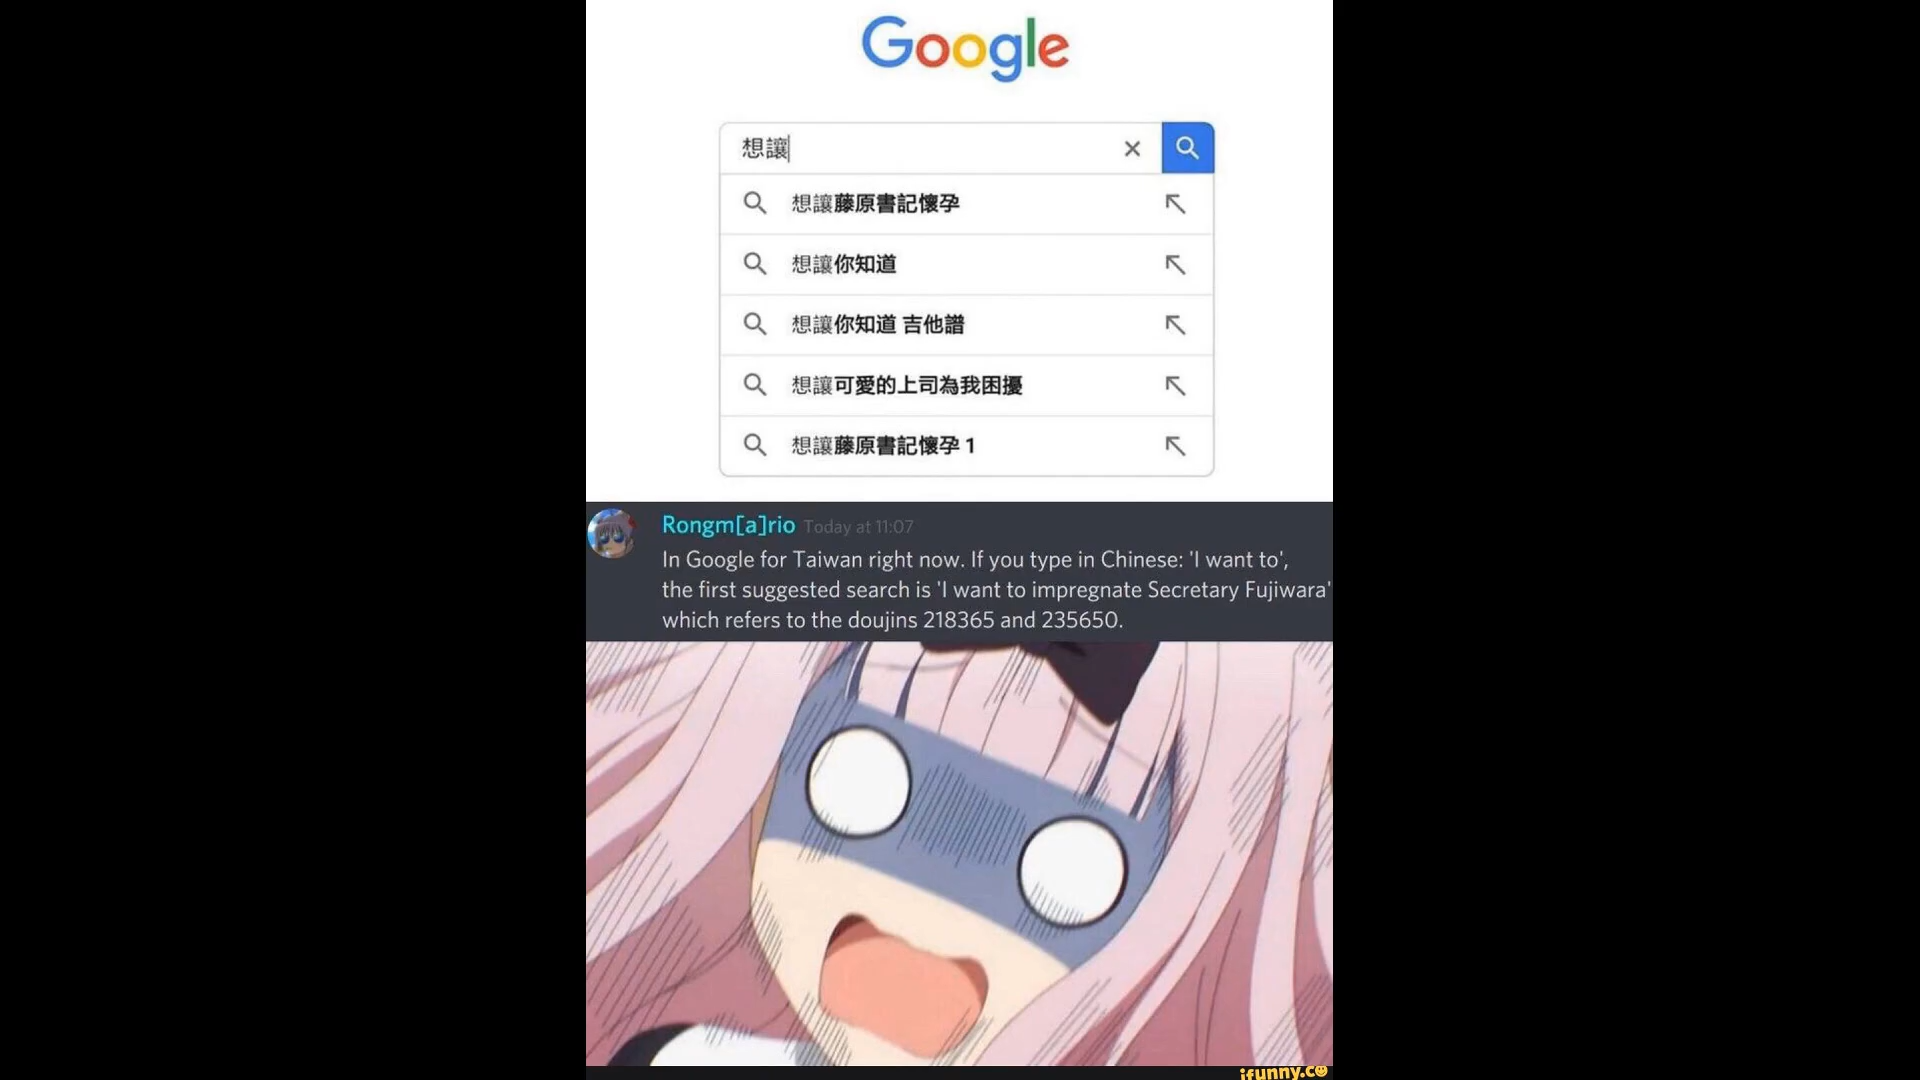 Google
想讓
想讓藤原書記懷孕
想讓你知道
想讓你知道 吉他譜
想讓可愛的上司為我困擾
想讓藤原書記懷孕 1
Rongm[a]rio Today at 11:07
In Google for Taiwan right now. If you type in Chinese: 'I want to',
the first suggested search is 'I want to impregnate Secretary Fujiwara'
which refers to the doujins 218365 and 235650.
ifunny.co